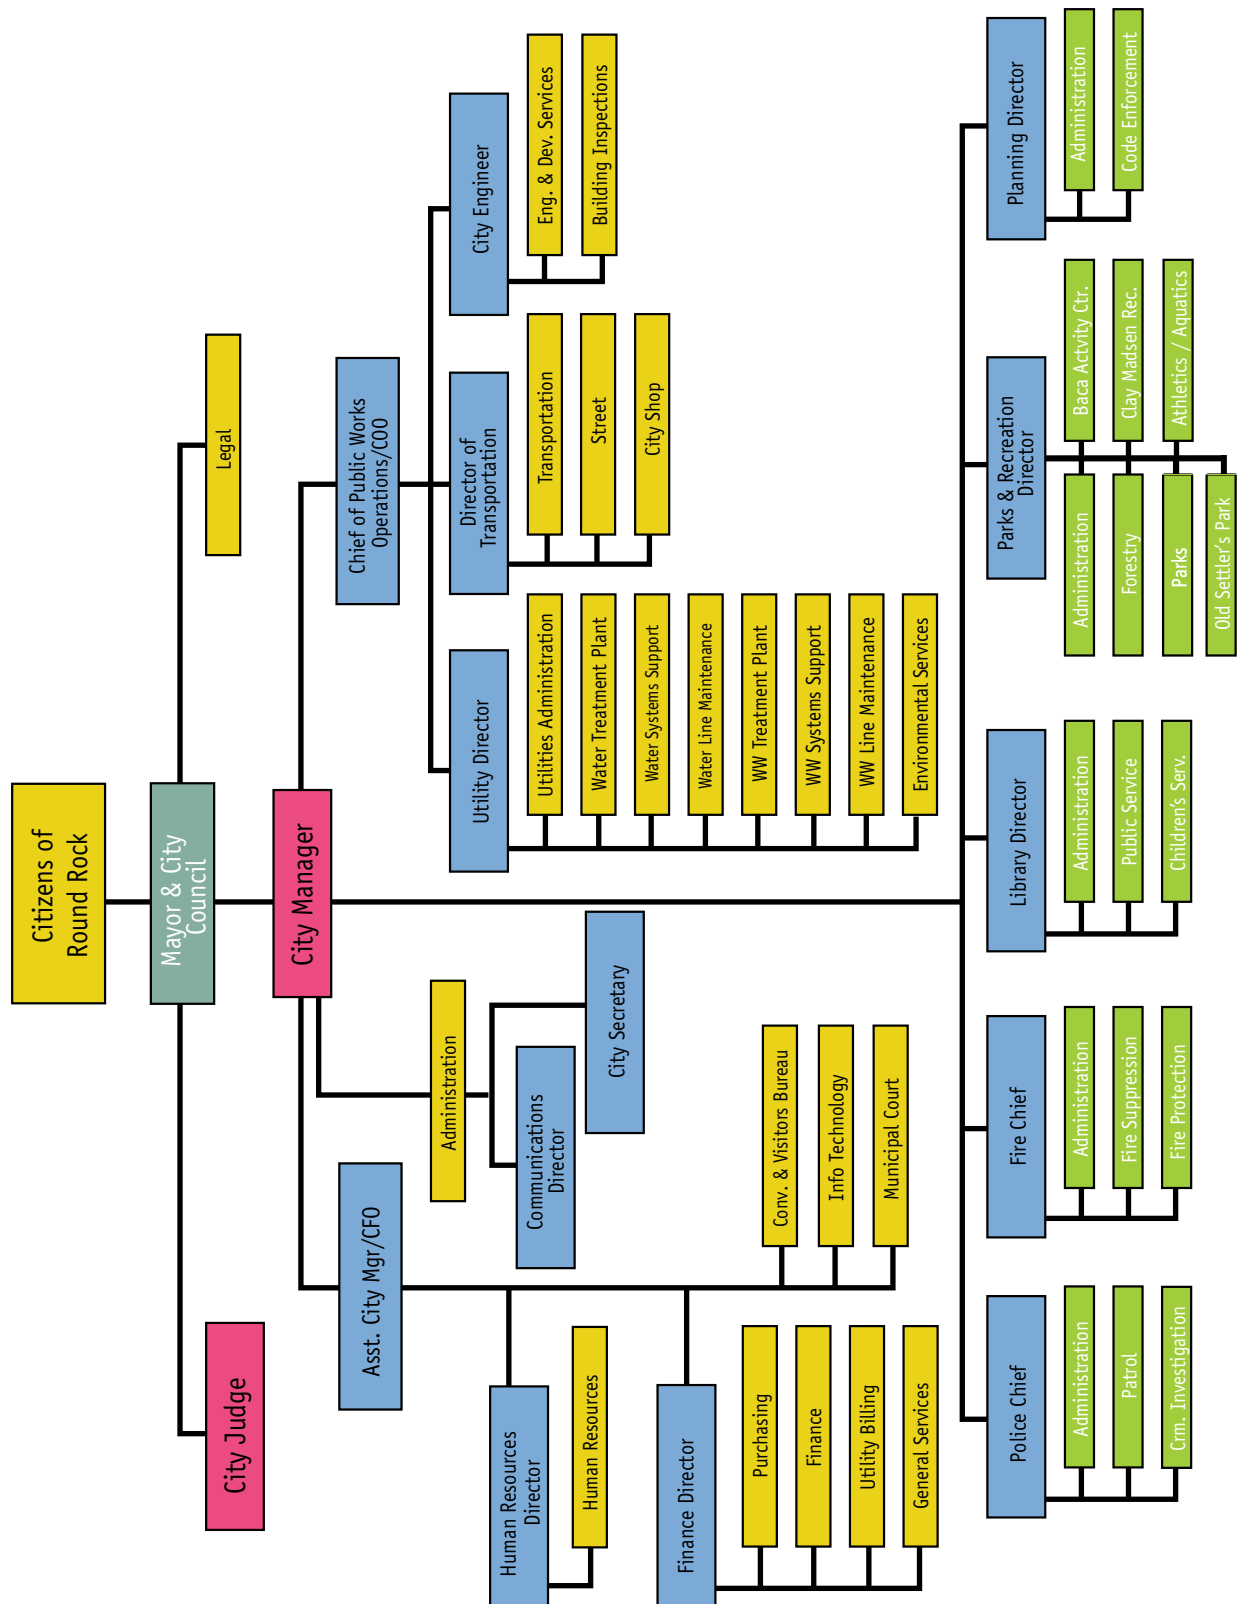 Citizens of
Round Rock
Mayor & City
Council
City Judge
Legal
City Manager
Asst. City Mgr/CFO
Administration
Communications
Director
City Secretary
Chief of Public Works
Operations/COO
Human Resources
Director
Human Resources
Finance Director
Purchasing
Finance
Utility Billing
General Services
Conv. & Visitors Bureau
Info Technology
Municipal Court
Utility Director
Utilities Administration
Water Treatment Plant
Water Systems Support
Water Line Maintenance
WW Treatment Plant
WW Systems Support
WW Line Maintenance
Environmental Services
Director of
Transportation
Transportation
Street
City Shop
City Engineer
Eng. & Dev. Services
Building Inspections
Police Chief
Administration
Patrol
Crm. Investigation
Fire Chief
Administration
Fire Suppression
Fire Protection
Library Director
Administration
Public Service
Children's Serv.
Parks & Recreation
Director
Administration
Forestry
Parks
Old Settler's Park
Baca Actvity Ctr.
Clay Madsen Rec.
Athletics / Aquatics
Planning Director
Administration
Code Enforcement